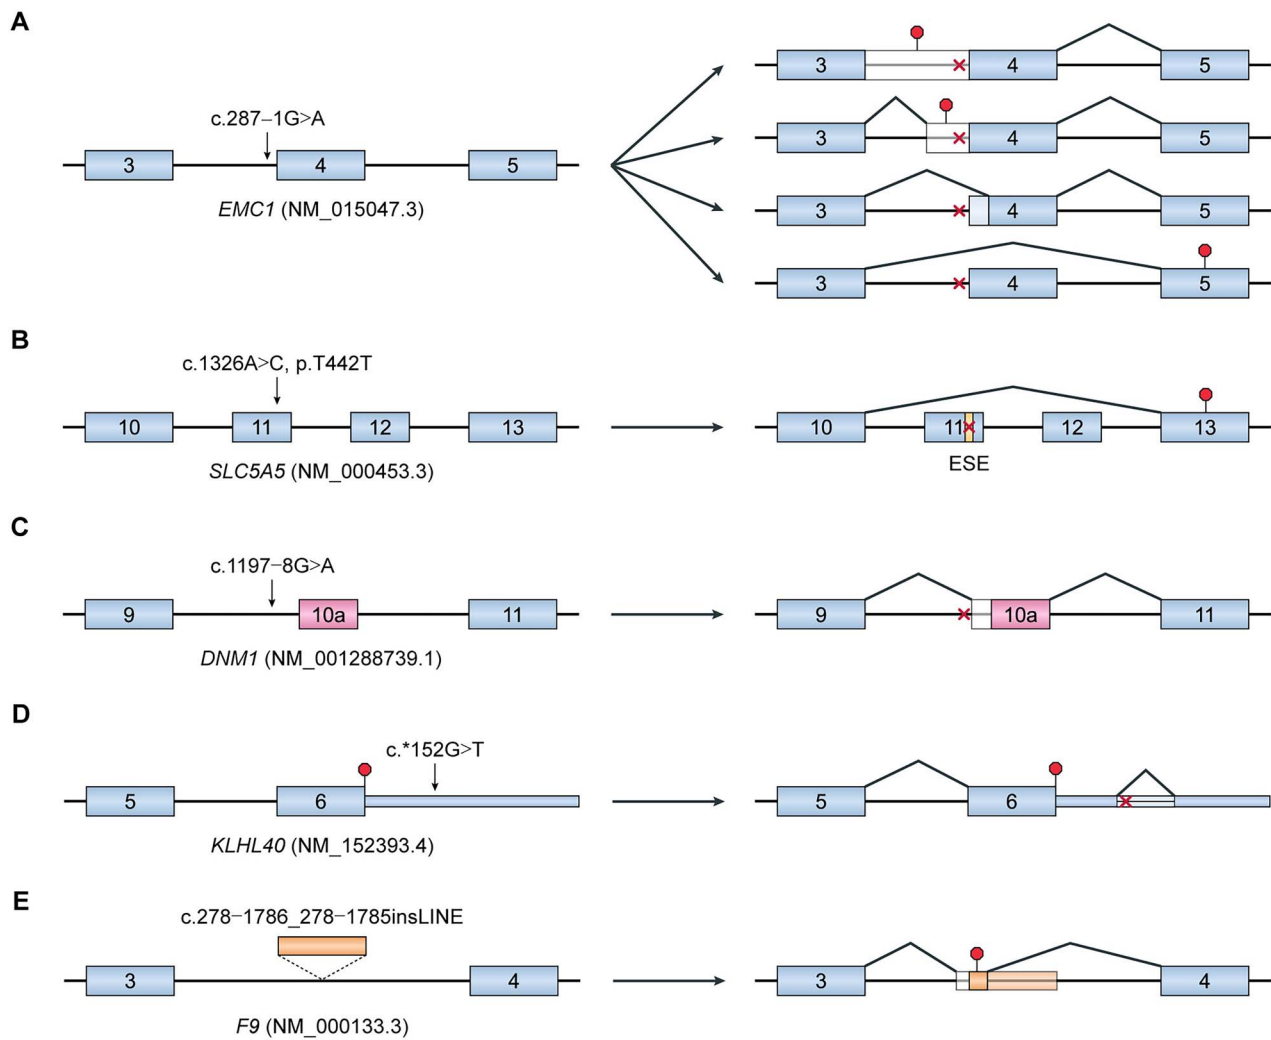 A
c.287–1G>A
3 4 5
EMC1 (NM_015047.3)
3 4 5
3 4 5
3 4 5
3 4 5
B
c.1326A>C, p.T442T
10 11 12 13
SLC5A5 (NM_000453.3)
10 11 12 13
ESE
C
c.1197–8G>A
9 10a 11
DNM1 (NM_001288739.1)
9 10a 11
D
c.*152G>T
5 6
KLHL40 (NM_152393.4)
5 6
E
c.278–1786_278–1785insLINE
3 4
F9 (NM_000133.3)
3 4